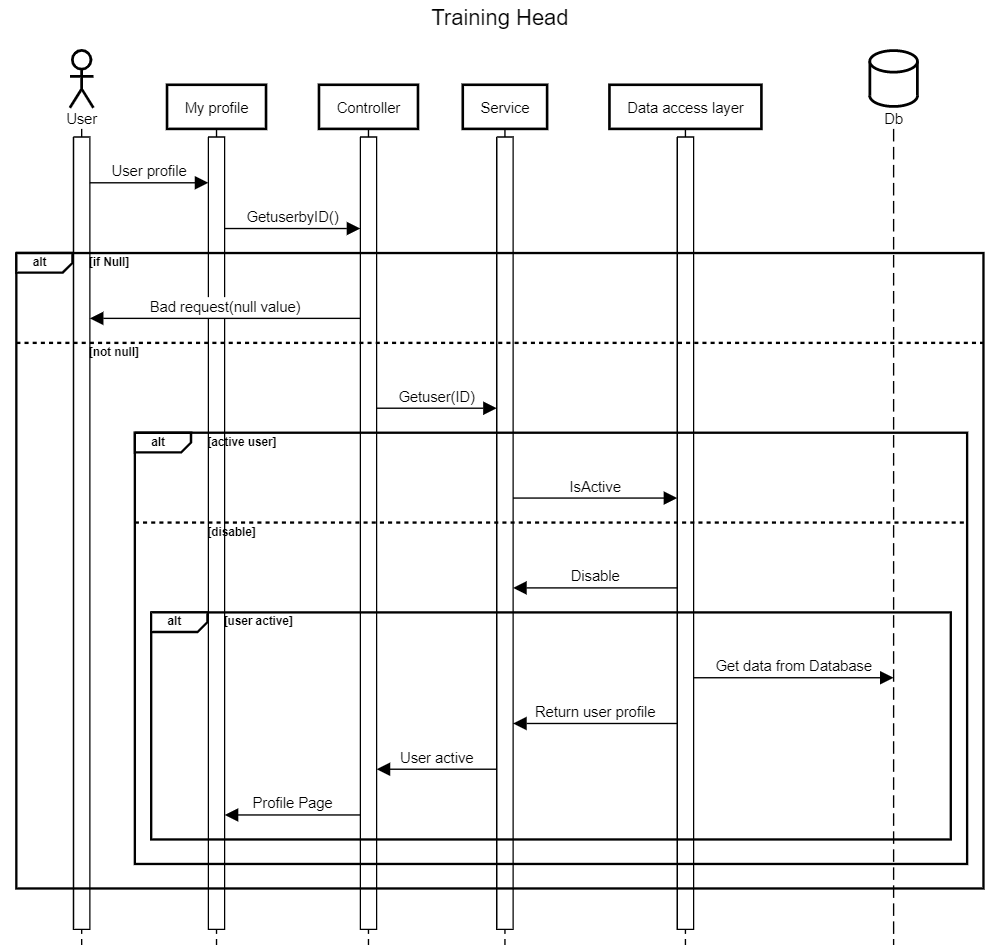 Training Head
User
My profile
Controller
Service
Data access layer
Db
User profile
GetuserbyID()
alt
[if Null]
Bad request(null value)
[not null]
Getuser(ID)
alt
[active user]
IsActive
[disable]
Disable
alt
[user active]
Get data from Database
Return user profile
User active
Profile Page